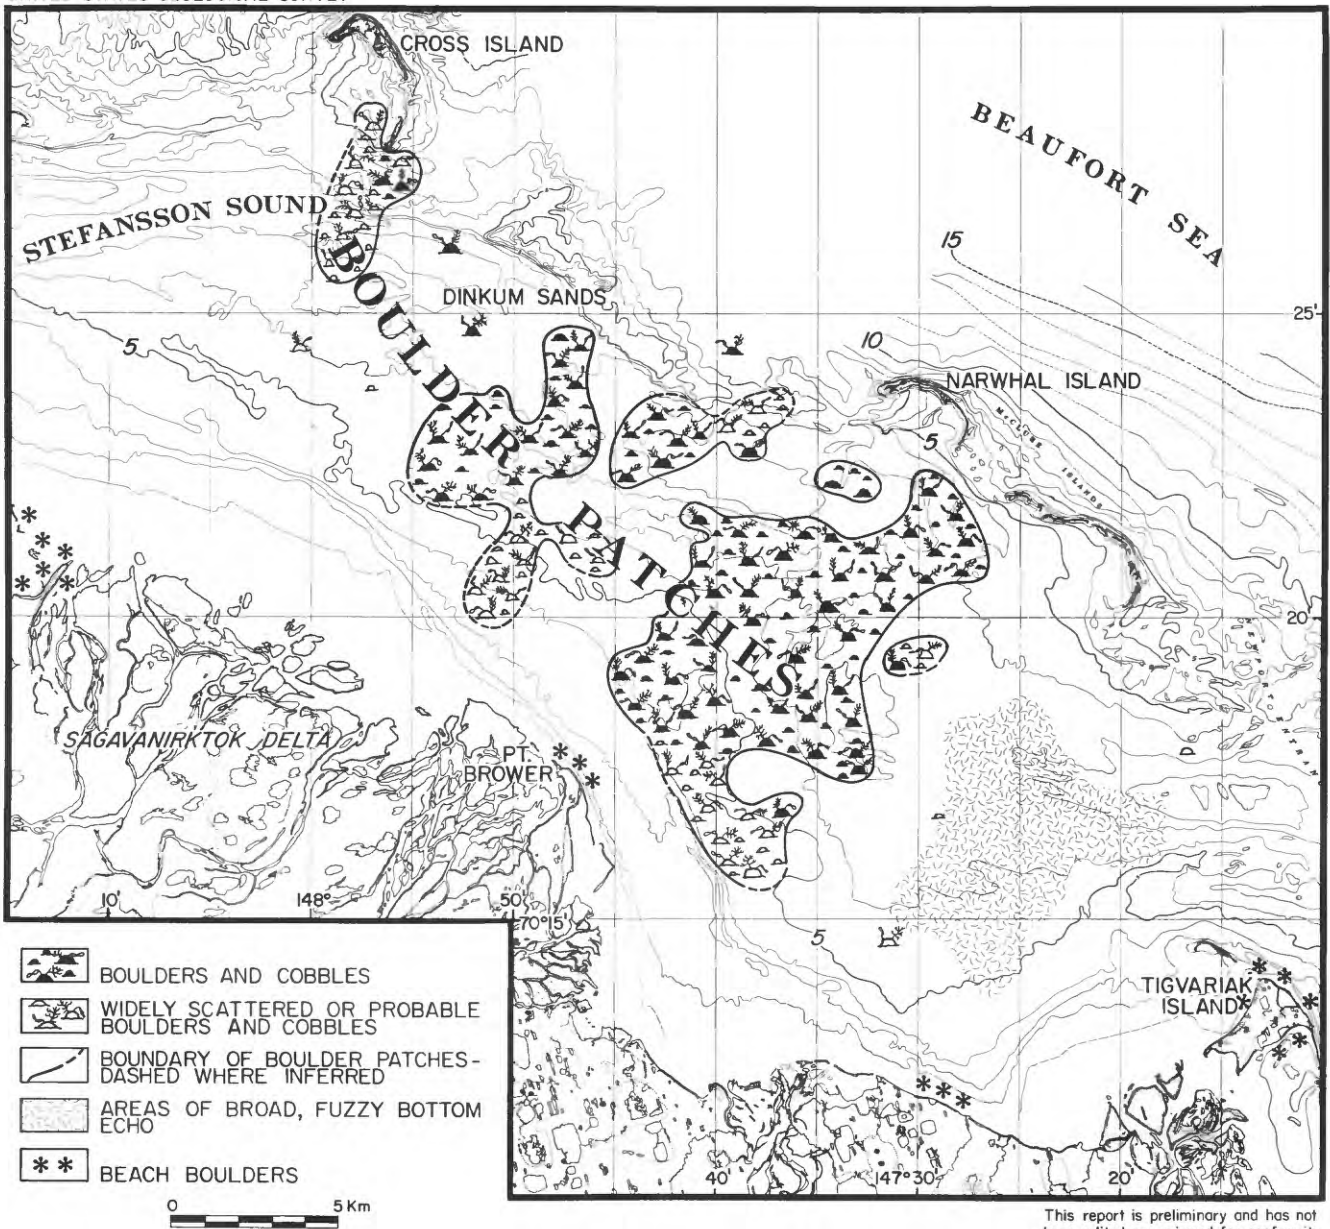 CROSS ISLAND
BEAUFORT SEA
STEFANSSON SOUND
15
DINKUM SANDS
25'
5
10
NARWHAL ISLAND
McCLURE ISLANDS
5
BOULDER PATCHES
20'
NEWPORT ENTRAN
SAGAVANIRKTOK DELTA
PT. BROWER
10'
148°
50'
70°15'
5
TIGVARIAK
ISLAND
40'
147°30'
20'
BOULDERS AND COBBLES
WIDELY SCATTERED OR PROBABLE
BOULDERS AND COBBLES
BOUNDARY OF BOULDER PATCHES-
DASHED WHERE INFERRED
AREAS OF BROAD, FUZZY BOTTOM
ECHO
** BEACH BOULDERS
0 5 Km
This report is preliminary and has not